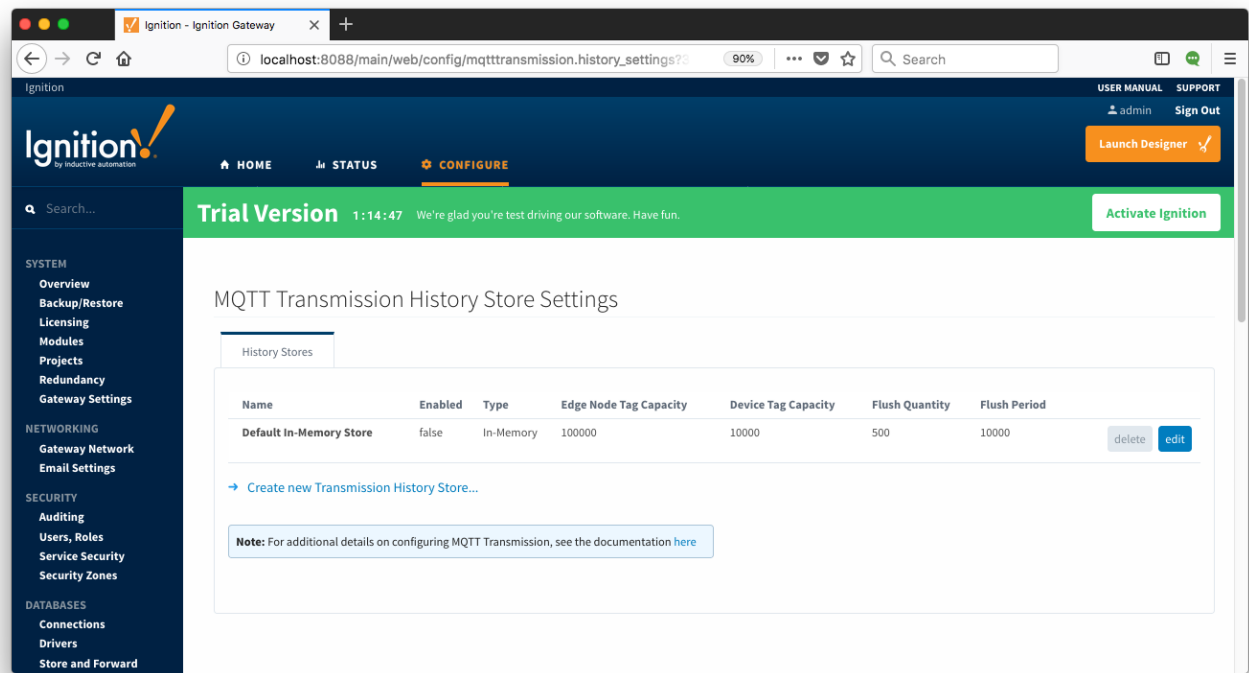 Ignition - Ignition Gateway
localhost:8088/main/web/config/mqtttransmission.history_settings?
90%
Search
Ignition
USER MANUAL SUPPORT
admin Sign Out
Ignition!
by inductive automation
Launch Designer
HOME STATUS CONFIGURE
Search...
Trial Version 1:14:47 We're glad you're test driving our software. Have fun.
Activate Ignition
SYSTEM
Overview
Backup/Restore
Licensing
Modules
Projects
Redundancy
Gateway Settings
NETWORKING
Gateway Network
Email Settings
SECURITY
Auditing
Users, Roles
Service Security
Security Zones
DATABASES
Connections
Drivers
Store and Forward
MQTT Transmission History Store Settings
History Stores
Name Enabled Type Edge Node Tag Capacity Device Tag Capacity Flush Quantity Flush Period
Default In-Memory Store false In-Memory 100000 10000 500 10000 delete edit
Create new Transmission History Store...
Note: For additional details on configuring MQTT Transmission, see the documentation here